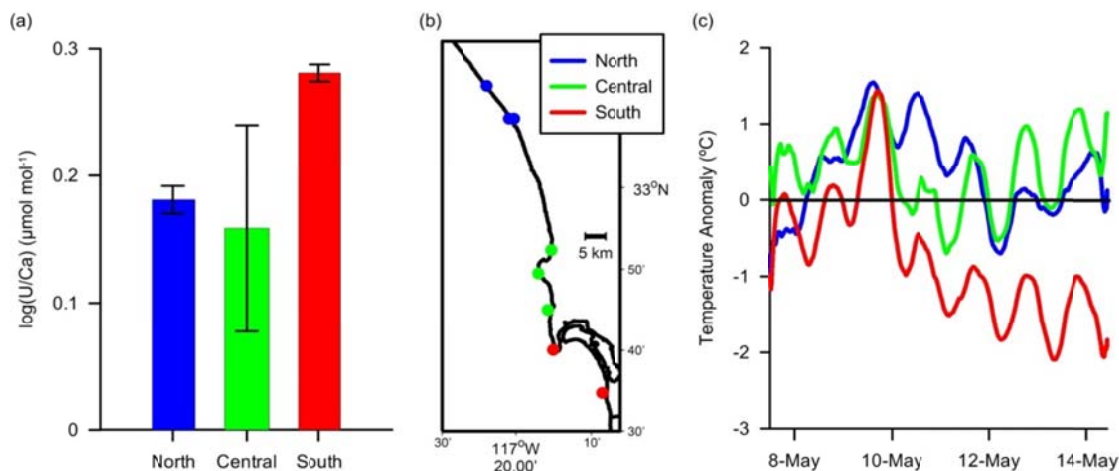 (a)
0.3
0.2
0.1
0
log(U/Ca) (μmol mol⁻¹)
North
Central
South
(b)
North
Central
South
33°N
5 km
50'
40'
30'
30'
117°W
20.00'
10'
(c)
2
1
0
-1
-2
-3
Temperature Anomaly (ºC)
8-May
10-May
12-May
14-May